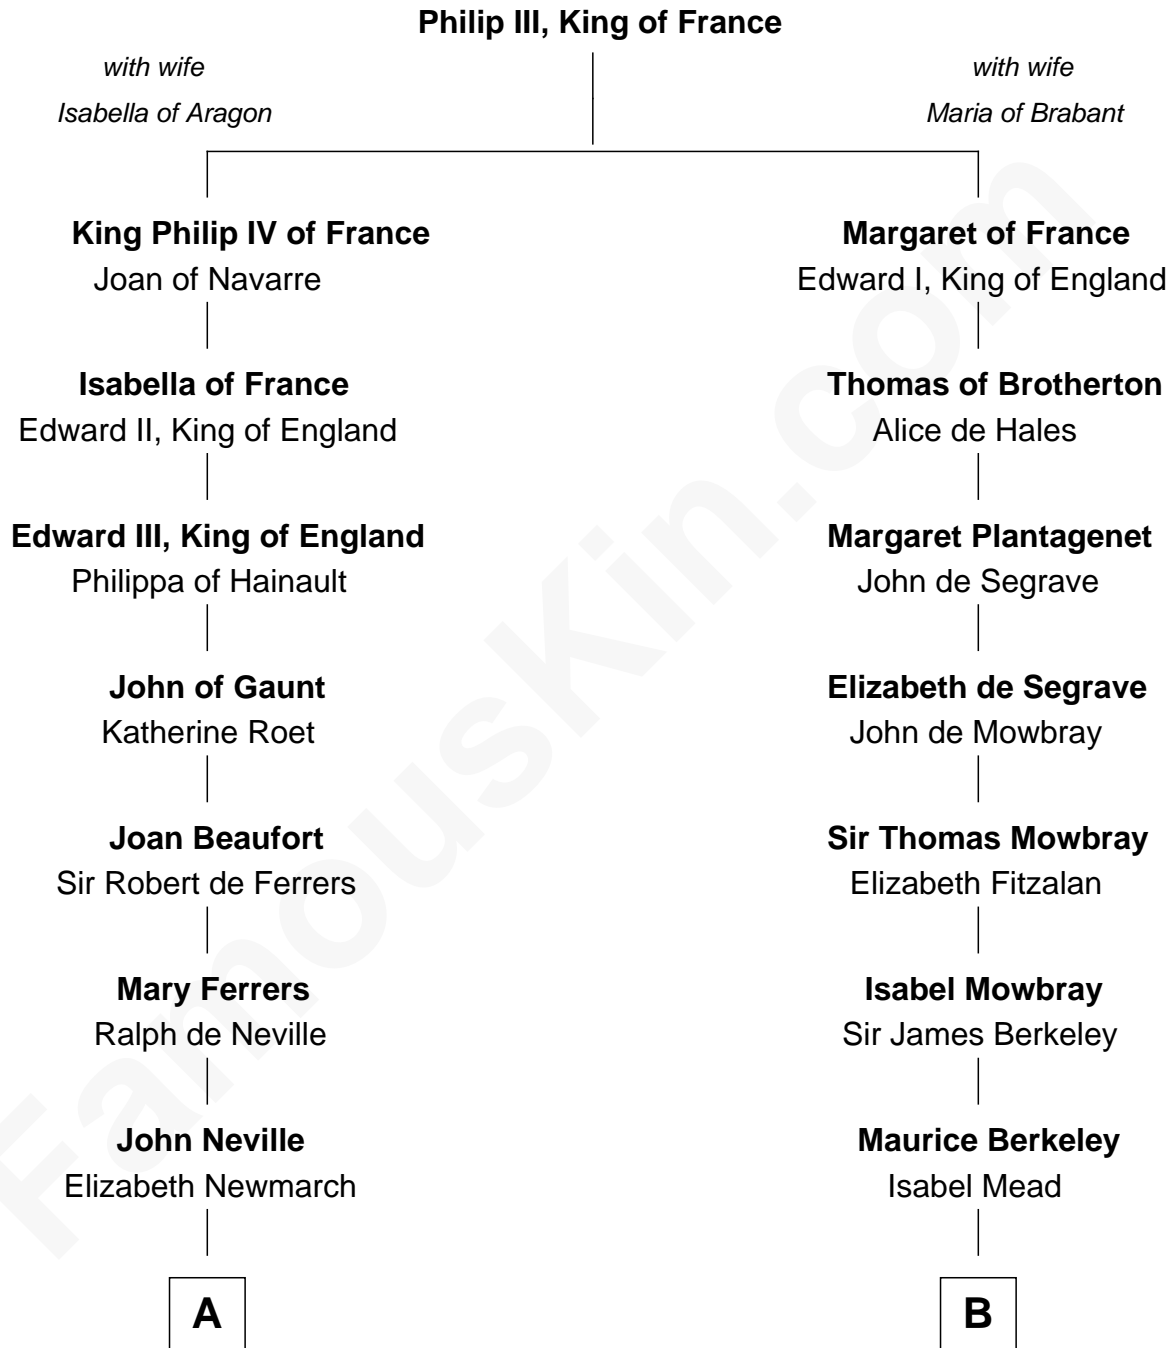 Philip III, King of France
with wife
Isabella of Aragon
with wife
Maria of Brabant
King Philip IV of France
Joan of Navarre
Isabella of France
Edward II, King of England
Edward III, King of England
Philippa of Hainault
John of Gaunt
Katherine Roet
Joan Beaufort
Sir Robert de Ferrers
Mary Ferrers
Ralph de Neville
John Neville
Elizabeth Newmarch
A
Margaret of France
Edward I, King of England
Thomas of Brotherton
Alice de Hales
Margaret Plantagenet
John de Segrave
Elizabeth de Segrave
John de Mowbray
Sir Thomas Mowbray
Elizabeth Fitzalan
Isabel Mowbray
Sir James Berkeley
Maurice Berkeley
Isabel Mead
B
FamousKin.com